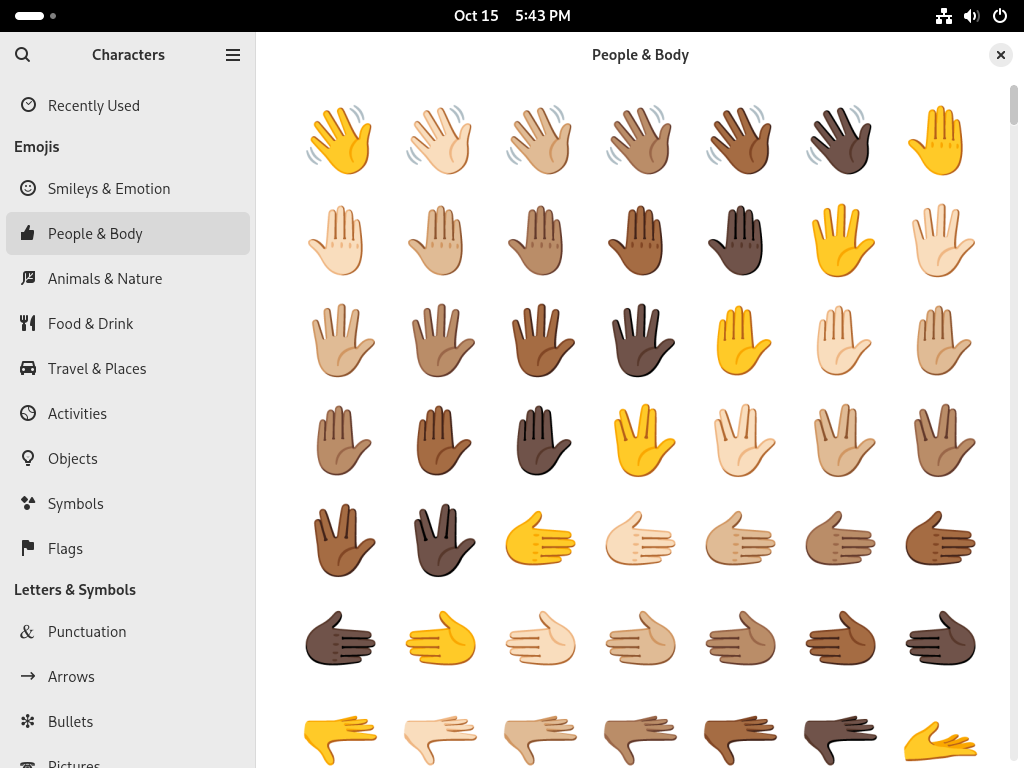 Oct 15 5:43 PM
Characters
People & Body
Recently Used
Emojis
Smileys & Emotion
People & Body
Animals & Nature
Food & Drink
Travel & Places
Activities
Objects
Symbols
Flags
Letters & Symbols
& Punctuation
Arrows
Bullets
Pictures